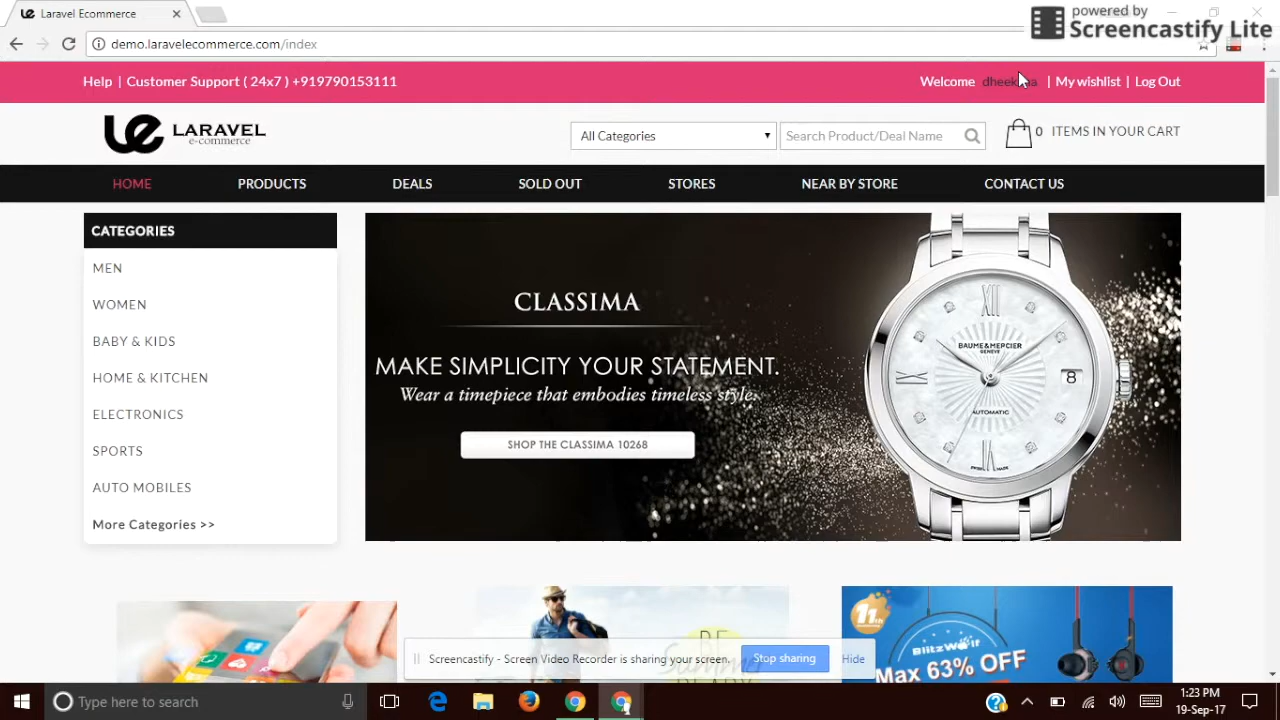 Laravel Ecommerce
powered by
Screencastify Lite
demo.laravelecommerce.com/index
Help | Customer Support ( 24x7 ) +919790153111
Welcome | My wishlist | Log Out
LARAVEL
e-commerce
All Categories
Search Product/Deal Name
0 ITEMS IN YOUR CART
HOME PRODUCTS DEALS SOLD OUT STORES NEAR BY STORE CONTACT US
CATEGORIES
MEN
WOMEN
BABY & KIDS
HOME & KITCHEN
ELECTRONICS
SPORTS
AUTO MOBILES
More Categories >>
CLASSIMA
MAKE SIMPLICITY YOUR STATEMENT.
Wear a timepiece that embodies timeless style.
SHOP THE CLASSIMA 10268
XII
BAUME & MERCIER
GENEVE
8
AUTOMATIC
BE
11th
BlitzWolf
Max 63% OFF
Screencastify - Screen Video Recorder is sharing your screen.
Stop sharing
Hide
Type here to search
1:23 PM
19-Sep-17